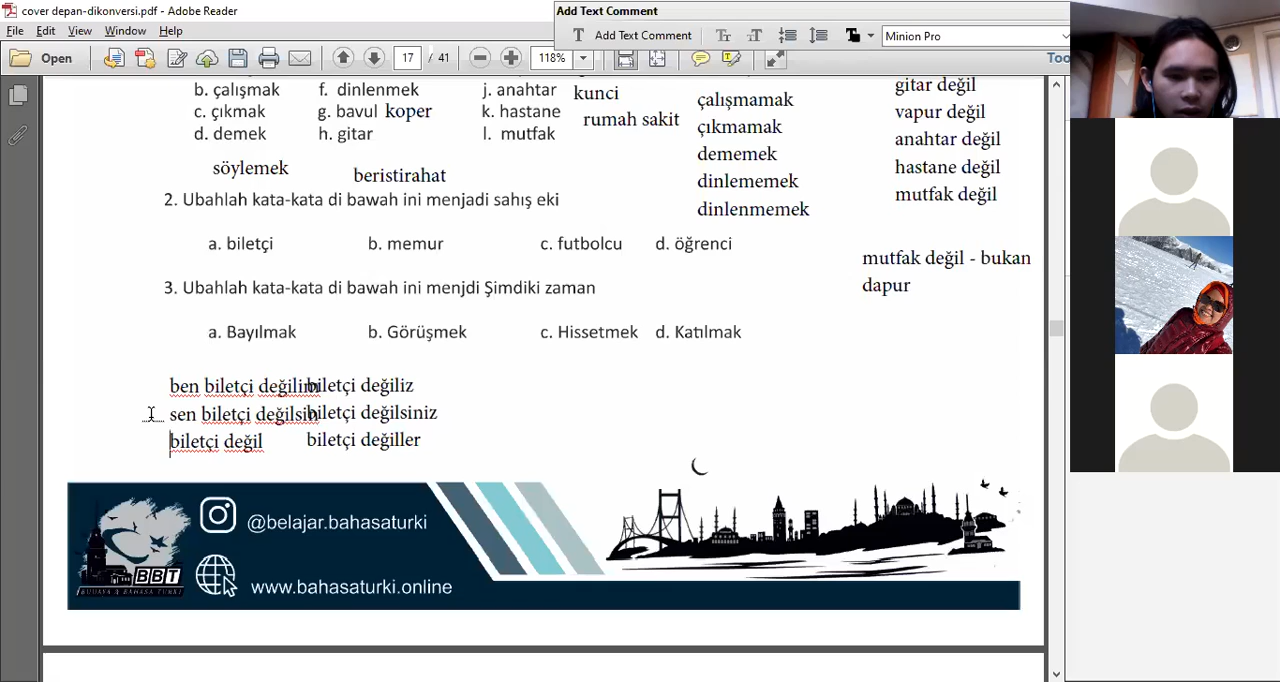 cover depan-dikonversi.pdf - Adobe Reader
Add Text Comment
File Edit View Window Help
T Add Text Comment Minion Pro
Open 17 / 41 118% Too
b. çalışmak f. dinlenmek j. anahtar kunci çalışmamak gitar değil
c. çıkmak g. bavul koper k. hastane rumah sakit çıkmamak vapur değil
d. demek h. gitar l. mutfak dememek anahtar değil
söylemek beristirahat dinlememek hastane değil
2. Ubahlah kata-kata di bawah ini menjadi sahış eki dinlenmemek mutfak değil
a. biletçi b. memur c. futbolcu d. öğrenci
mutfak değil - bukan
dapur
3. Ubahlah kata-kata di bawah ini menjdi Şimdiki zaman
a. Bayılmak b. Görüşmek c. Hissetmek d. Katılmak
ben biletçi değilim biletçi değiliz
sen biletçi değilsin biletçi değilsiniz
biletçi değil biletçi değiller
@belajar.bahasaturki
BBT
BUDAYA & BAHASA TURKI
www.bahasaturki.online